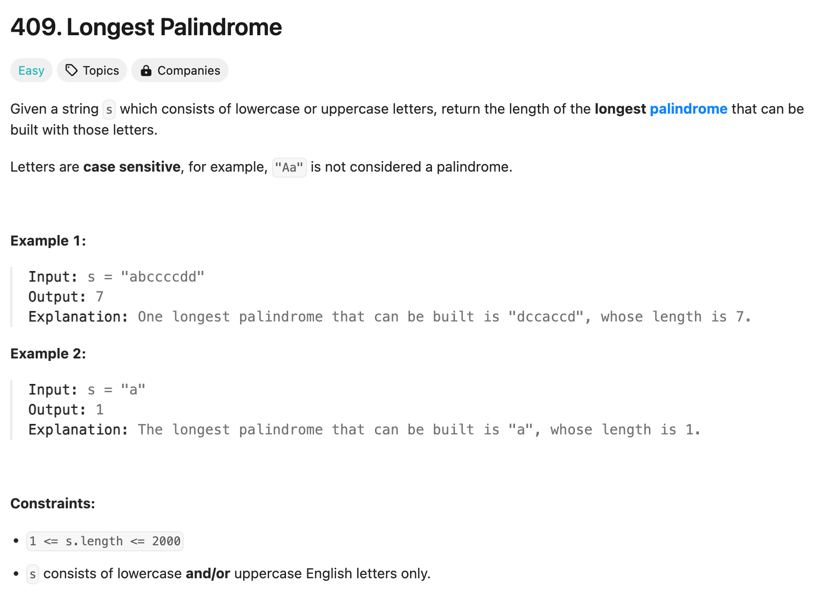 409. Longest Palindrome
Easy Topics Companies
Given a string s which consists of lowercase or uppercase letters, return the length of the longest palindrome that can be
built with those letters.
Letters are case sensitive, for example, "Aa" is not considered a palindrome.
Example 1:
Input: s = "abccccdd"
Output: 7
Explanation: One longest palindrome that can be built is "dccaccd", whose length is 7.
Example 2:
Input: s = "a"
Output: 1
Explanation: The longest palindrome that can be built is "a", whose length is 1.
Constraints:
• 1 <= s.length <= 2000
• s consists of lowercase and/or uppercase English letters only.